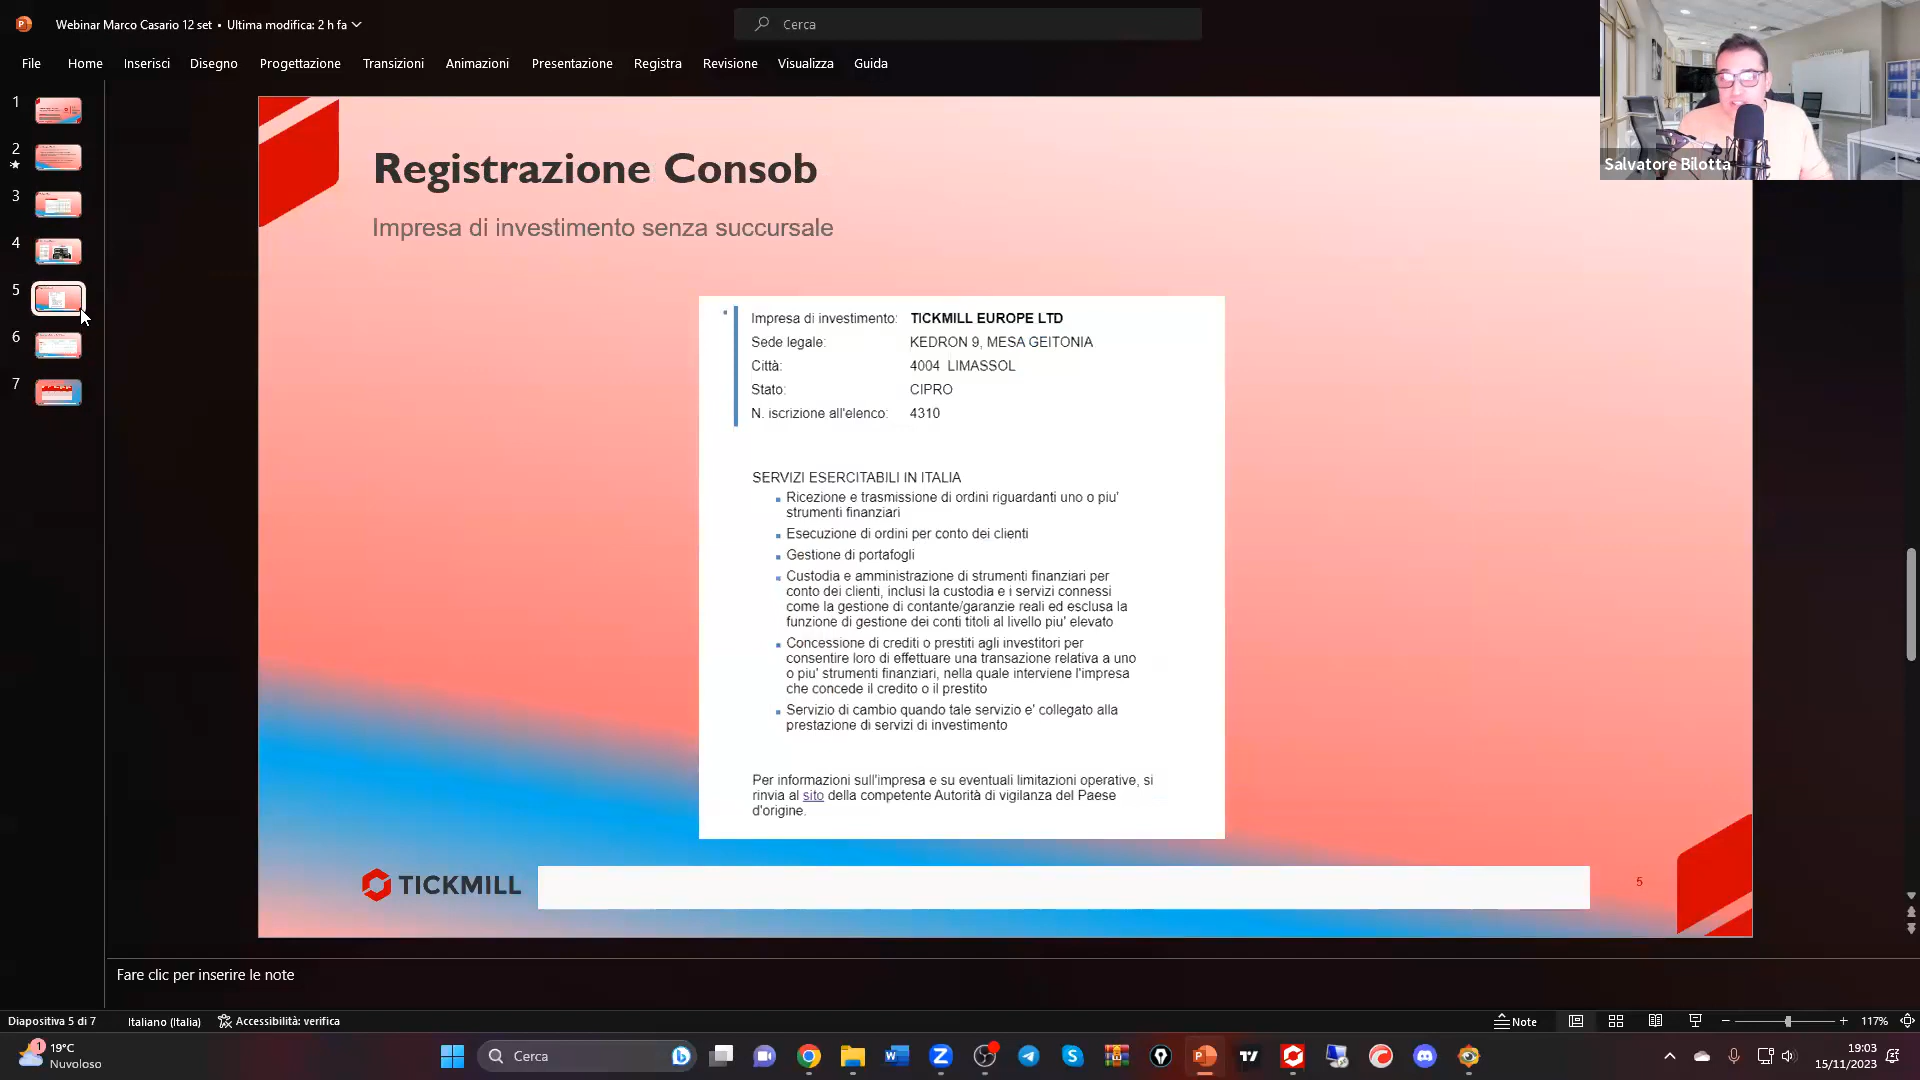 Webinar Marco Casario 12 set • Ultima modifica: 2 h fa
Cerca
File Home Inserisci Disegno Progettazione Transizioni Animazioni Presentazione Registra Revisione Visualizza Guida
Salvatore Bilotta
1
2
3
4
5
6
7
Registrazione Consob
Impresa di investimento senza succursale
Impresa di investimento: TICKMILL EUROPE LTD
Sede legale: KEDRON 9, MESA GEITONIA
Città: 4004 LIMASSOL
Stato: CIPRO
N. iscrizione all'elenco: 4310
SERVIZI ESERCITABILI IN ITALIA
Ricezione e trasmissione di ordini riguardanti uno o piu'
strumenti finanziari
Esecuzione di ordini per conto dei clienti
Gestione di portafogli
Custodia e amministrazione di strumenti finanziari per
conto dei clienti, inclusi la custodia e i servizi connessi
come la gestione di contante/garanzie reali ed esclusa la
funzione di gestione dei conti titoli al livello piu' elevato
Concessione di crediti o prestiti agli investitori per
consentire loro di effettuare una transazione relativa a uno
o piu' strumenti finanziari, nella quale interviene l'impresa
che concede il credito o il prestito
Servizio di cambio quando tale servizio e' collegato alla
prestazione di servizi di investimento
Per informazioni sull'impresa e su eventuali limitazioni operative, si
rinvia al sito della competente Autorità di vigilanza del Paese
d'origine.
TICKMILL
5
Fare clic per inserire le note
Diapositiva 5 di 7 Italiano (Italia) Accessibilità: verifica Note 117%
1
19°C
Nuvoloso
Cerca
19:03
15/11/2023